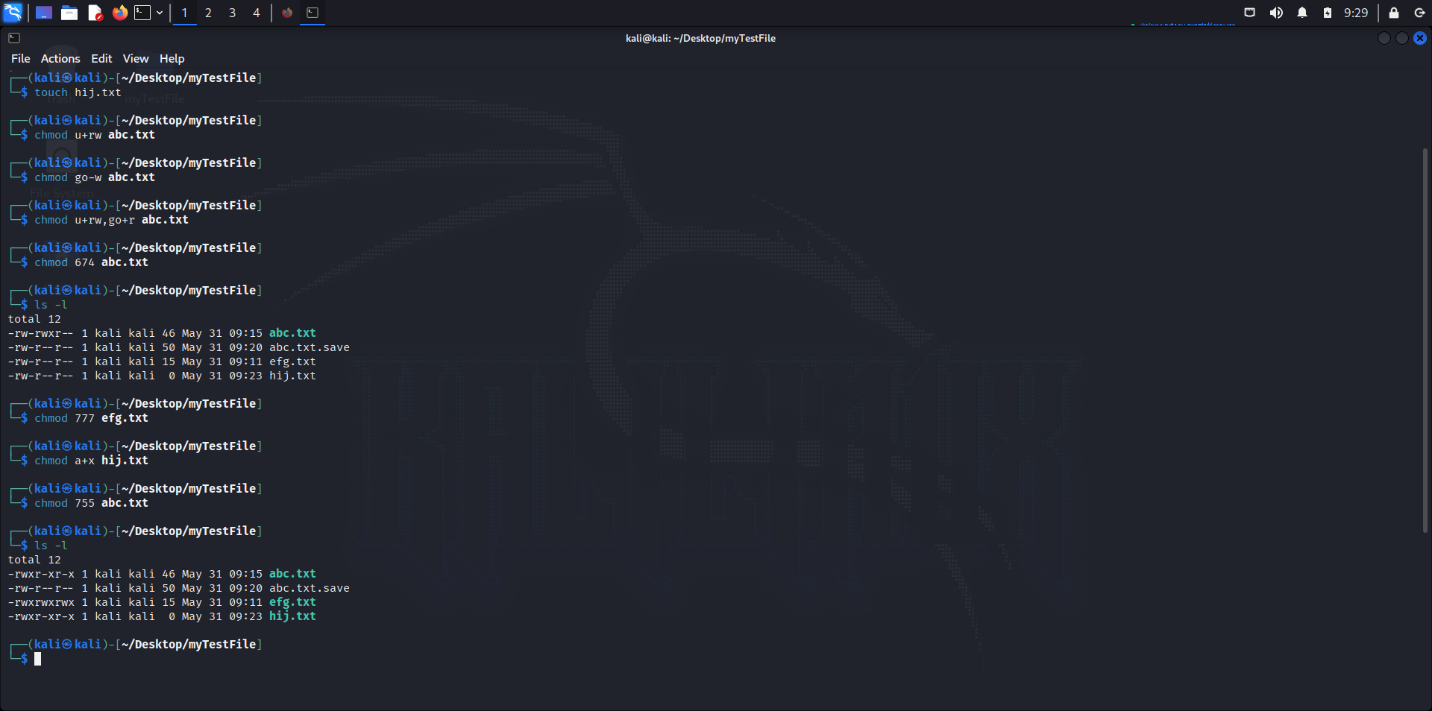 1 2 3 4 9:29
kali@kali: ~/Desktop/myTestFile
File Actions Edit View Help
┌──(kali㉿kali)-[~/Desktop/myTestFile]
└─$ touch hij.txt
┌──(kali㉿kali)-[~/Desktop/myTestFile]
└─$ chmod u+rw abc.txt
┌──(kali㉿kali)-[~/Desktop/myTestFile]
└─$ chmod go-w abc.txt
┌──(kali㉿kali)-[~/Desktop/myTestFile]
└─$ chmod u+rw,go+r abc.txt
┌──(kali㉿kali)-[~/Desktop/myTestFile]
└─$ chmod 674 abc.txt
┌──(kali㉿kali)-[~/Desktop/myTestFile]
└─$ ls -l
total 12
-rw-rwxr-- 1 kali kali 46 May 31 09:15 abc.txt
-rw-r--r-- 1 kali kali 50 May 31 09:20 abc.txt.save
-rw-r--r-- 1 kali kali 15 May 31 09:11 efg.txt
-rw-r--r-- 1 kali kali  0 May 31 09:23 hij.txt
┌──(kali㉿kali)-[~/Desktop/myTestFile]
└─$ chmod 777 efg.txt
┌──(kali㉿kali)-[~/Desktop/myTestFile]
└─$ chmod a+x hij.txt
┌──(kali㉿kali)-[~/Desktop/myTestFile]
└─$ chmod 755 abc.txt
┌──(kali㉿kali)-[~/Desktop/myTestFile]
└─$ ls -l
total 12
-rwxr-xr-x 1 kali kali 46 May 31 09:15 abc.txt
-rw-r--r-- 1 kali kali 50 May 31 09:20 abc.txt.save
-rwxrwxrwx 1 kali kali 15 May 31 09:11 efg.txt
-rwxr-xr-x 1 kali kali  0 May 31 09:23 hij.txt
┌──(kali㉿kali)-[~/Desktop/myTestFile]
└─$
Trash
myTestFile
File System
KALI LINUX